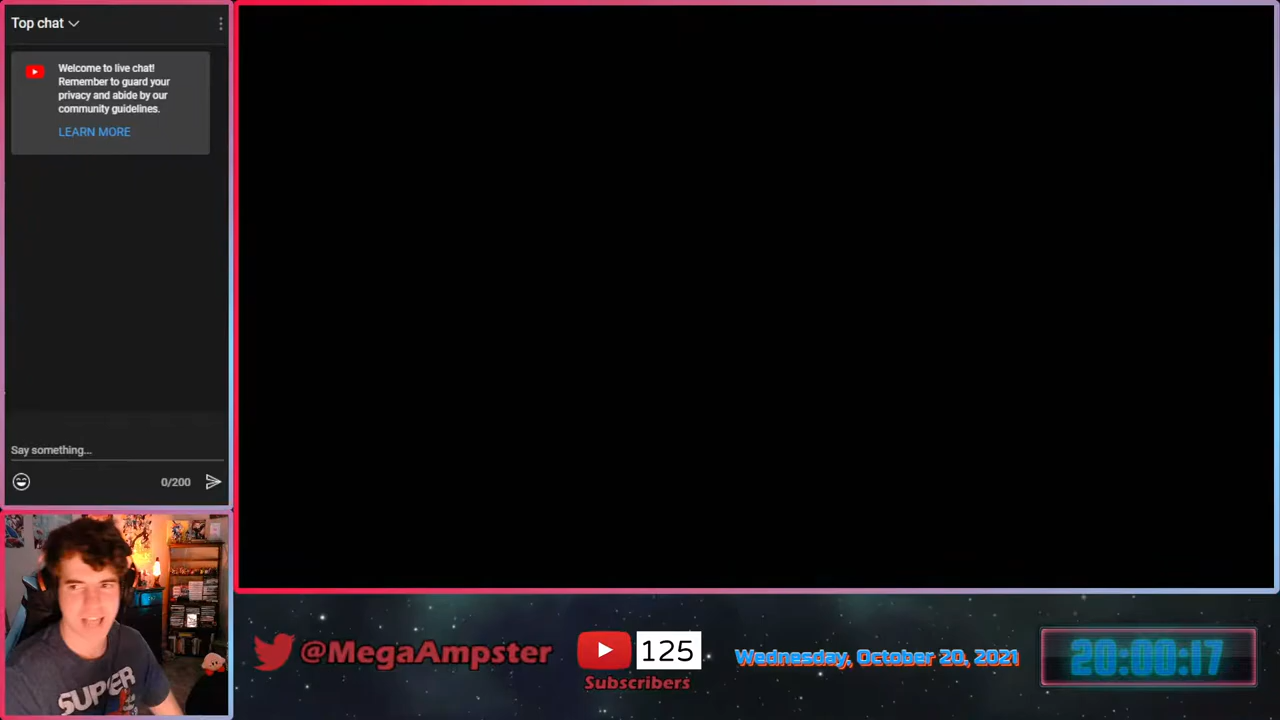 Top chat
Welcome to live chat!
Remember to guard your
privacy and abide by our
community guidelines.
LEARN MORE
Say something...
0/200
SUPER
@MegaAmpster
125
Subscribers
Wednesday, October 20, 2021
20:00:17